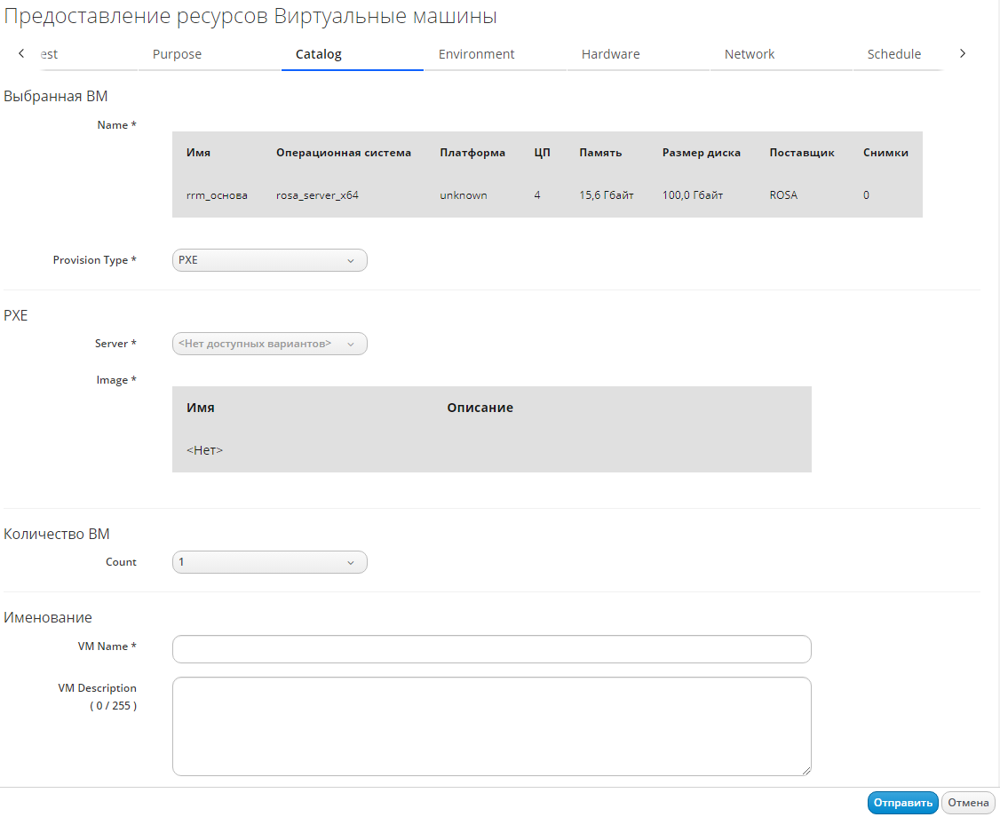 Предоставление ресурсов Виртуальные машины
est Purpose Catalog Environment Hardware Network Schedule
Выбранная ВМ
Name *
Имя Операционная система Платформа ЦП Память Размер диска Поставщик Снимки
rrm_основа rosa_server_x64 unknown 4 15,6 Гбайт 100,0 Гбайт ROSA 0
Provision Type * PXE
PXE
Server * <Нет доступных вариантов>
Image *
Имя Описание
<Нет>
Количество ВМ
Count 1
Именование
VM Name *
VM Description
( 0 / 255 )
Отправить Отмена